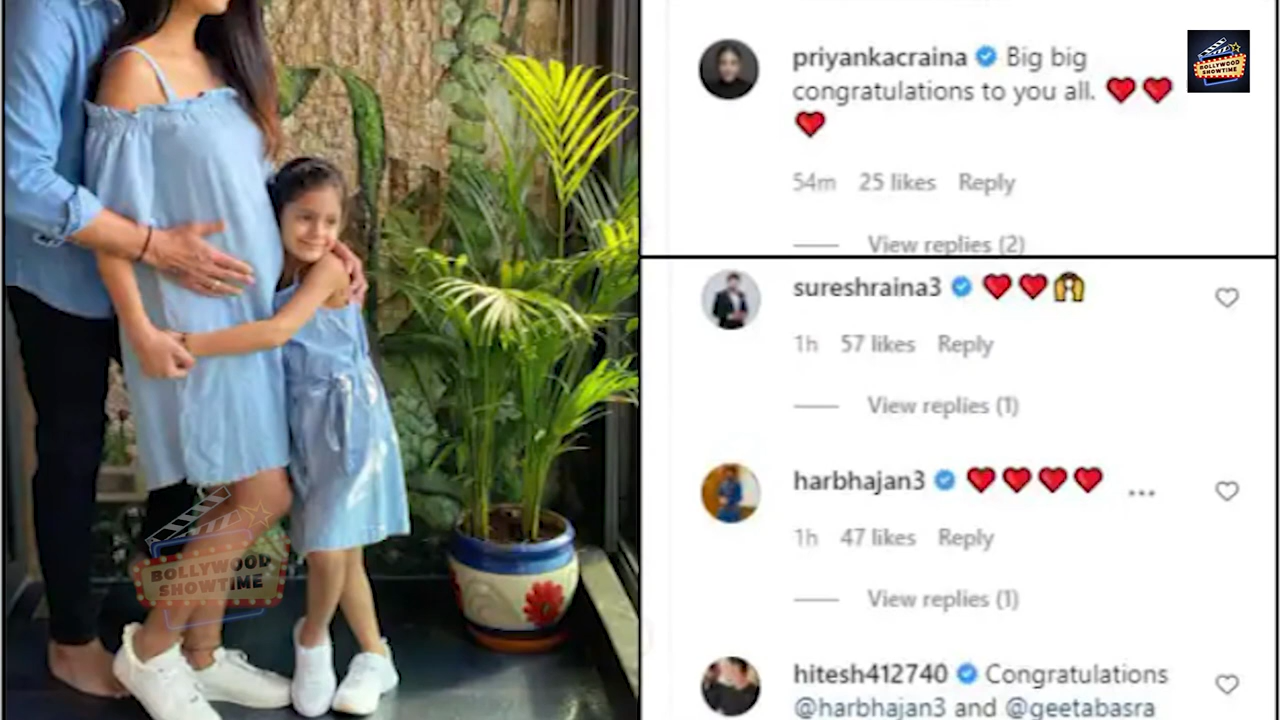 priyankacraina Big big
congratulations to you all. ❤️❤️
❤️
54m 25 likes Reply
View replies (2)
BOLLYWOOD
SHOWTIME
sureshraina3 ❤️❤️🙌
1h 57 likes Reply
View replies (1)
harbhajan3 ❤️❤️❤️❤️ ...
1h 47 likes Reply
View replies (1)
hitesh412740 Congratulations
@harbhajan3 and @geetabasra
BOLLYWOOD
SHOWTIME